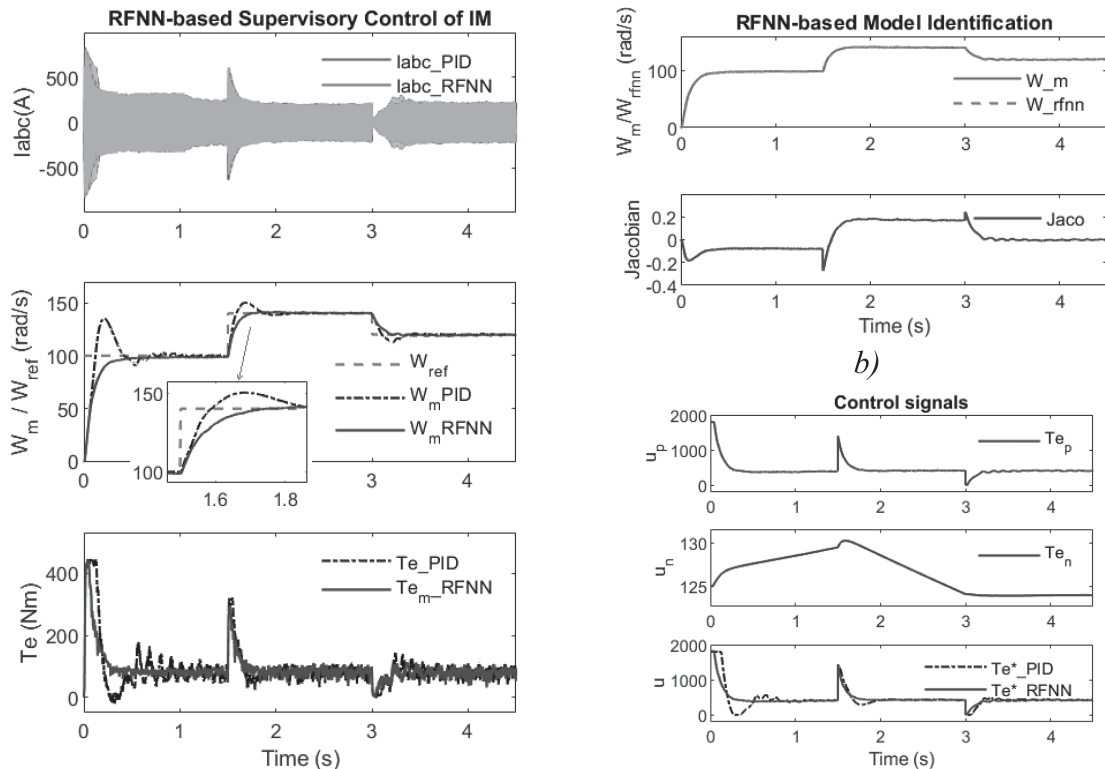 RFNN-based Supervisory Control of IM
Iabc(A)
500
0
-500
Iabc_PID
Iabc_RFNN
0 1 2 3 4
W_m / W_ref (rad/s)
150
100
50
0
W_ref
W_m PID
W_m RFNN
150
100
1.6 1.8
0 1 2 3 4
Te (Nm)
400
200
0
Te_PID
Te_m_RFNN
0 1 2 3 4
Time (s)
RFNN-based Model Identification
W_m/W_rfnn (rad/s)
100
0
W_m
W_rfnn
0 1 2 3 4
Jacobian
0.2
0
-0.2
-0.4
Jaco
0 1 2 3 4
Time (s)
b)
Control signals
u_p
2000
1000
0
Te_p
0 1 2 3 4
u_n
130
125
Te_n
0 1 2 3 4
u
2000
1000
0
Te*_PID
Te*_RFNN
0 1 2 3 4
Time (s)